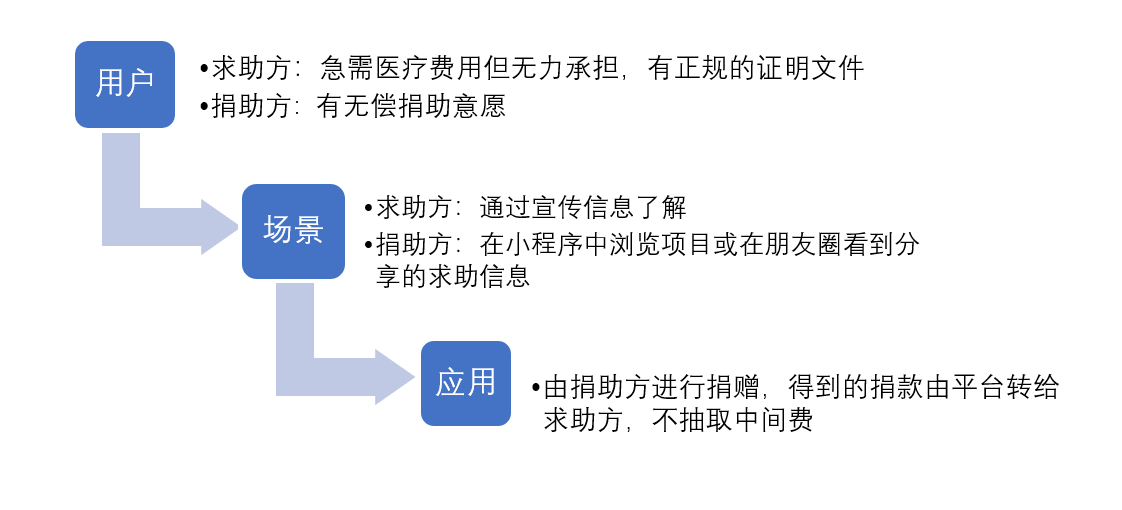 用户
•求助方：急需医疗费用但无力承担，有正规的证明文件
•捐助方：有无偿捐助意愿
场景
•求助方：通过宣传信息了解
•捐助方：在小程序中浏览项目或在朋友圈看到分
享的求助信息
应用
•由捐助方进行捐赠，得到的捐款由平台转给
求助方，不抽取中间费